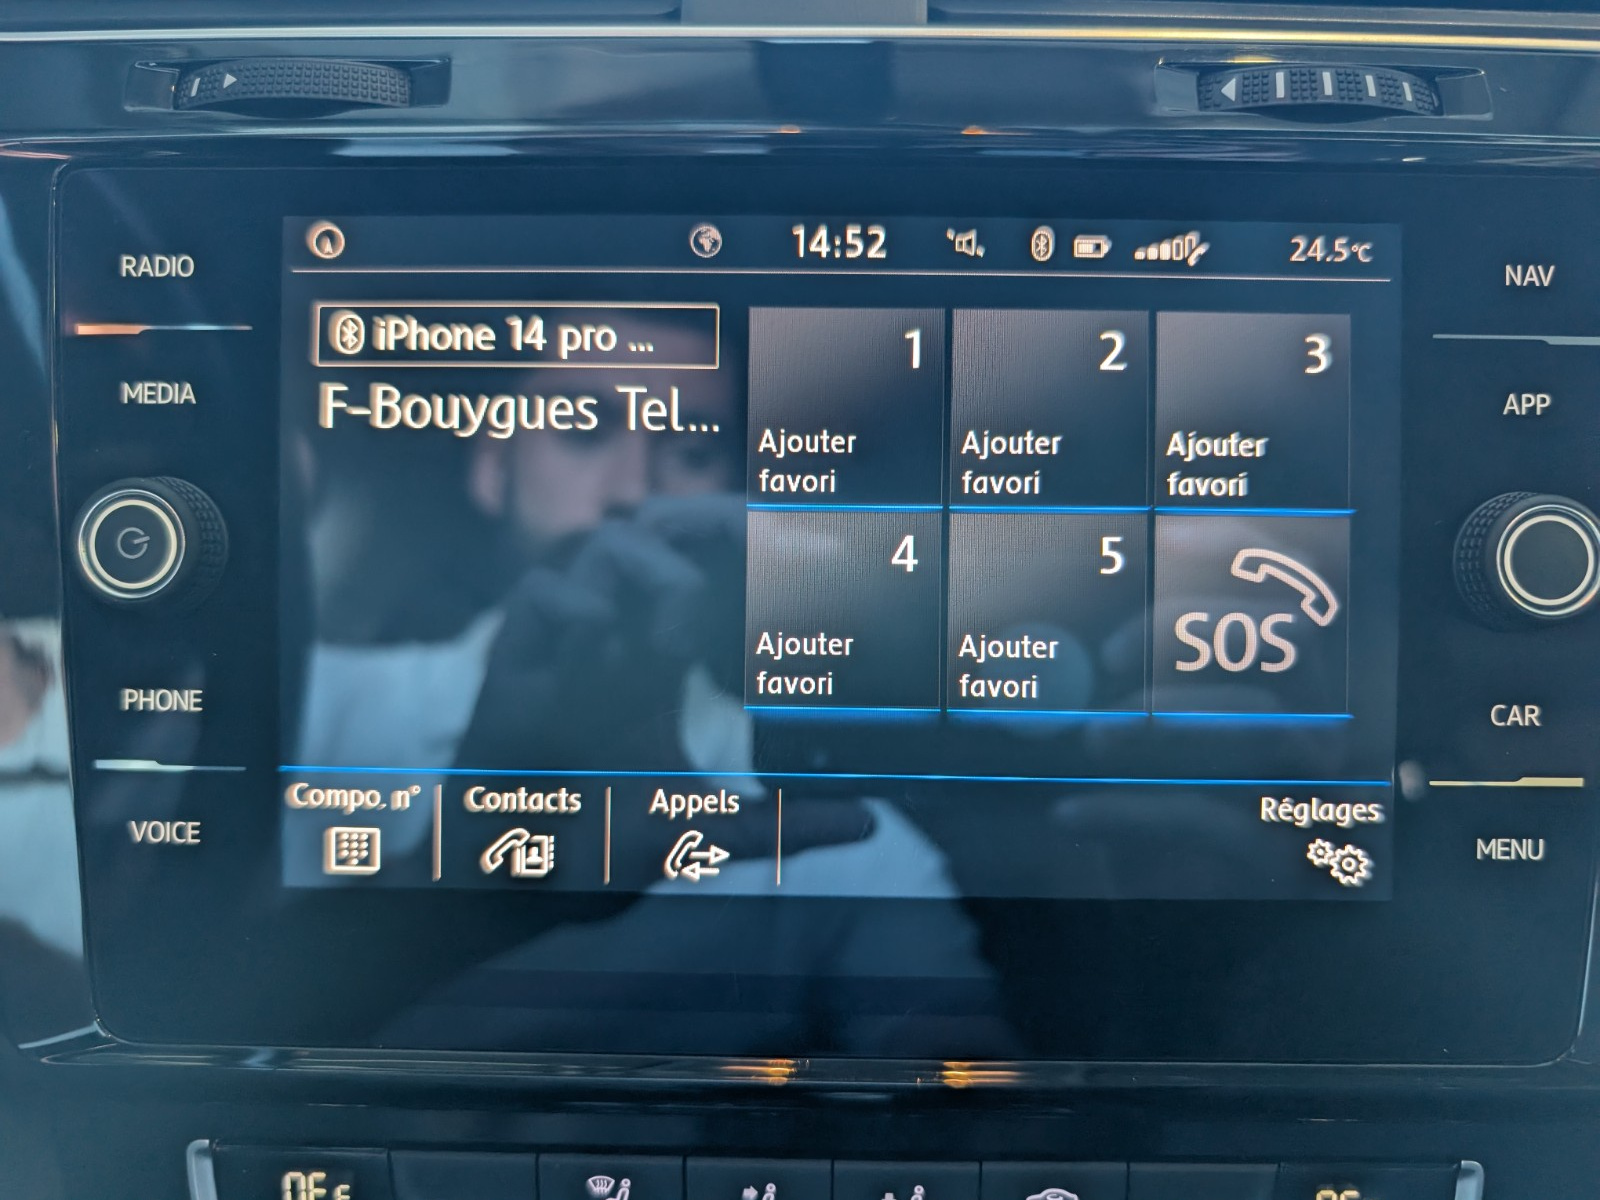 RADIO
MEDIA
PHONE
VOICE
14:52
24.5°C
iPhone 14 pro ...
F-Bouygues Tel...
1
Ajouter
favori
2
Ajouter
favori
3
Ajouter
favori
4
Ajouter
favori
5
Ajouter
favori
SOS
Compo. n°
Contacts
Appels
Réglages
NAV
APP
CAR
MENU